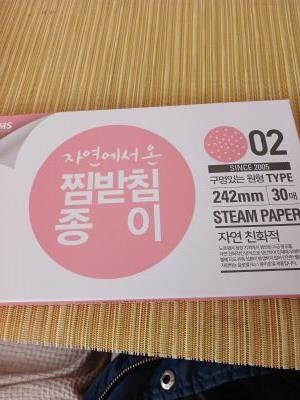 MS
자연에서 온
찜받침
종이
02
SINCE 2005
구멍있는 원형 TYPE
242mm 30매
STEAM PAPER
자연 친화적